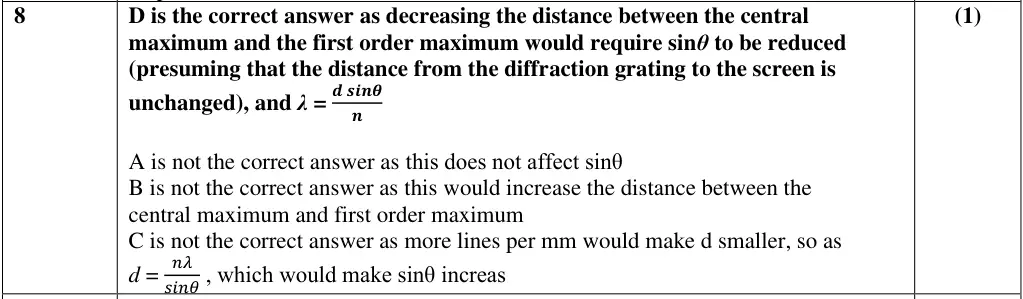 8 D is the correct answer as decreasing the distance between the central (1)
maximum and the first order maximum would require sinθ to be reduced
(presuming that the distance from the diffraction grating to the screen is
unchanged), and λ = d sinθ / n
A is not the correct answer as this does not affect sinθ
B is not the correct answer as this would increase the distance between the
central maximum and first order maximum
C is not the correct answer as more lines per mm would make d smaller, so as
d = nλ / sinθ , which would make sinθ increas